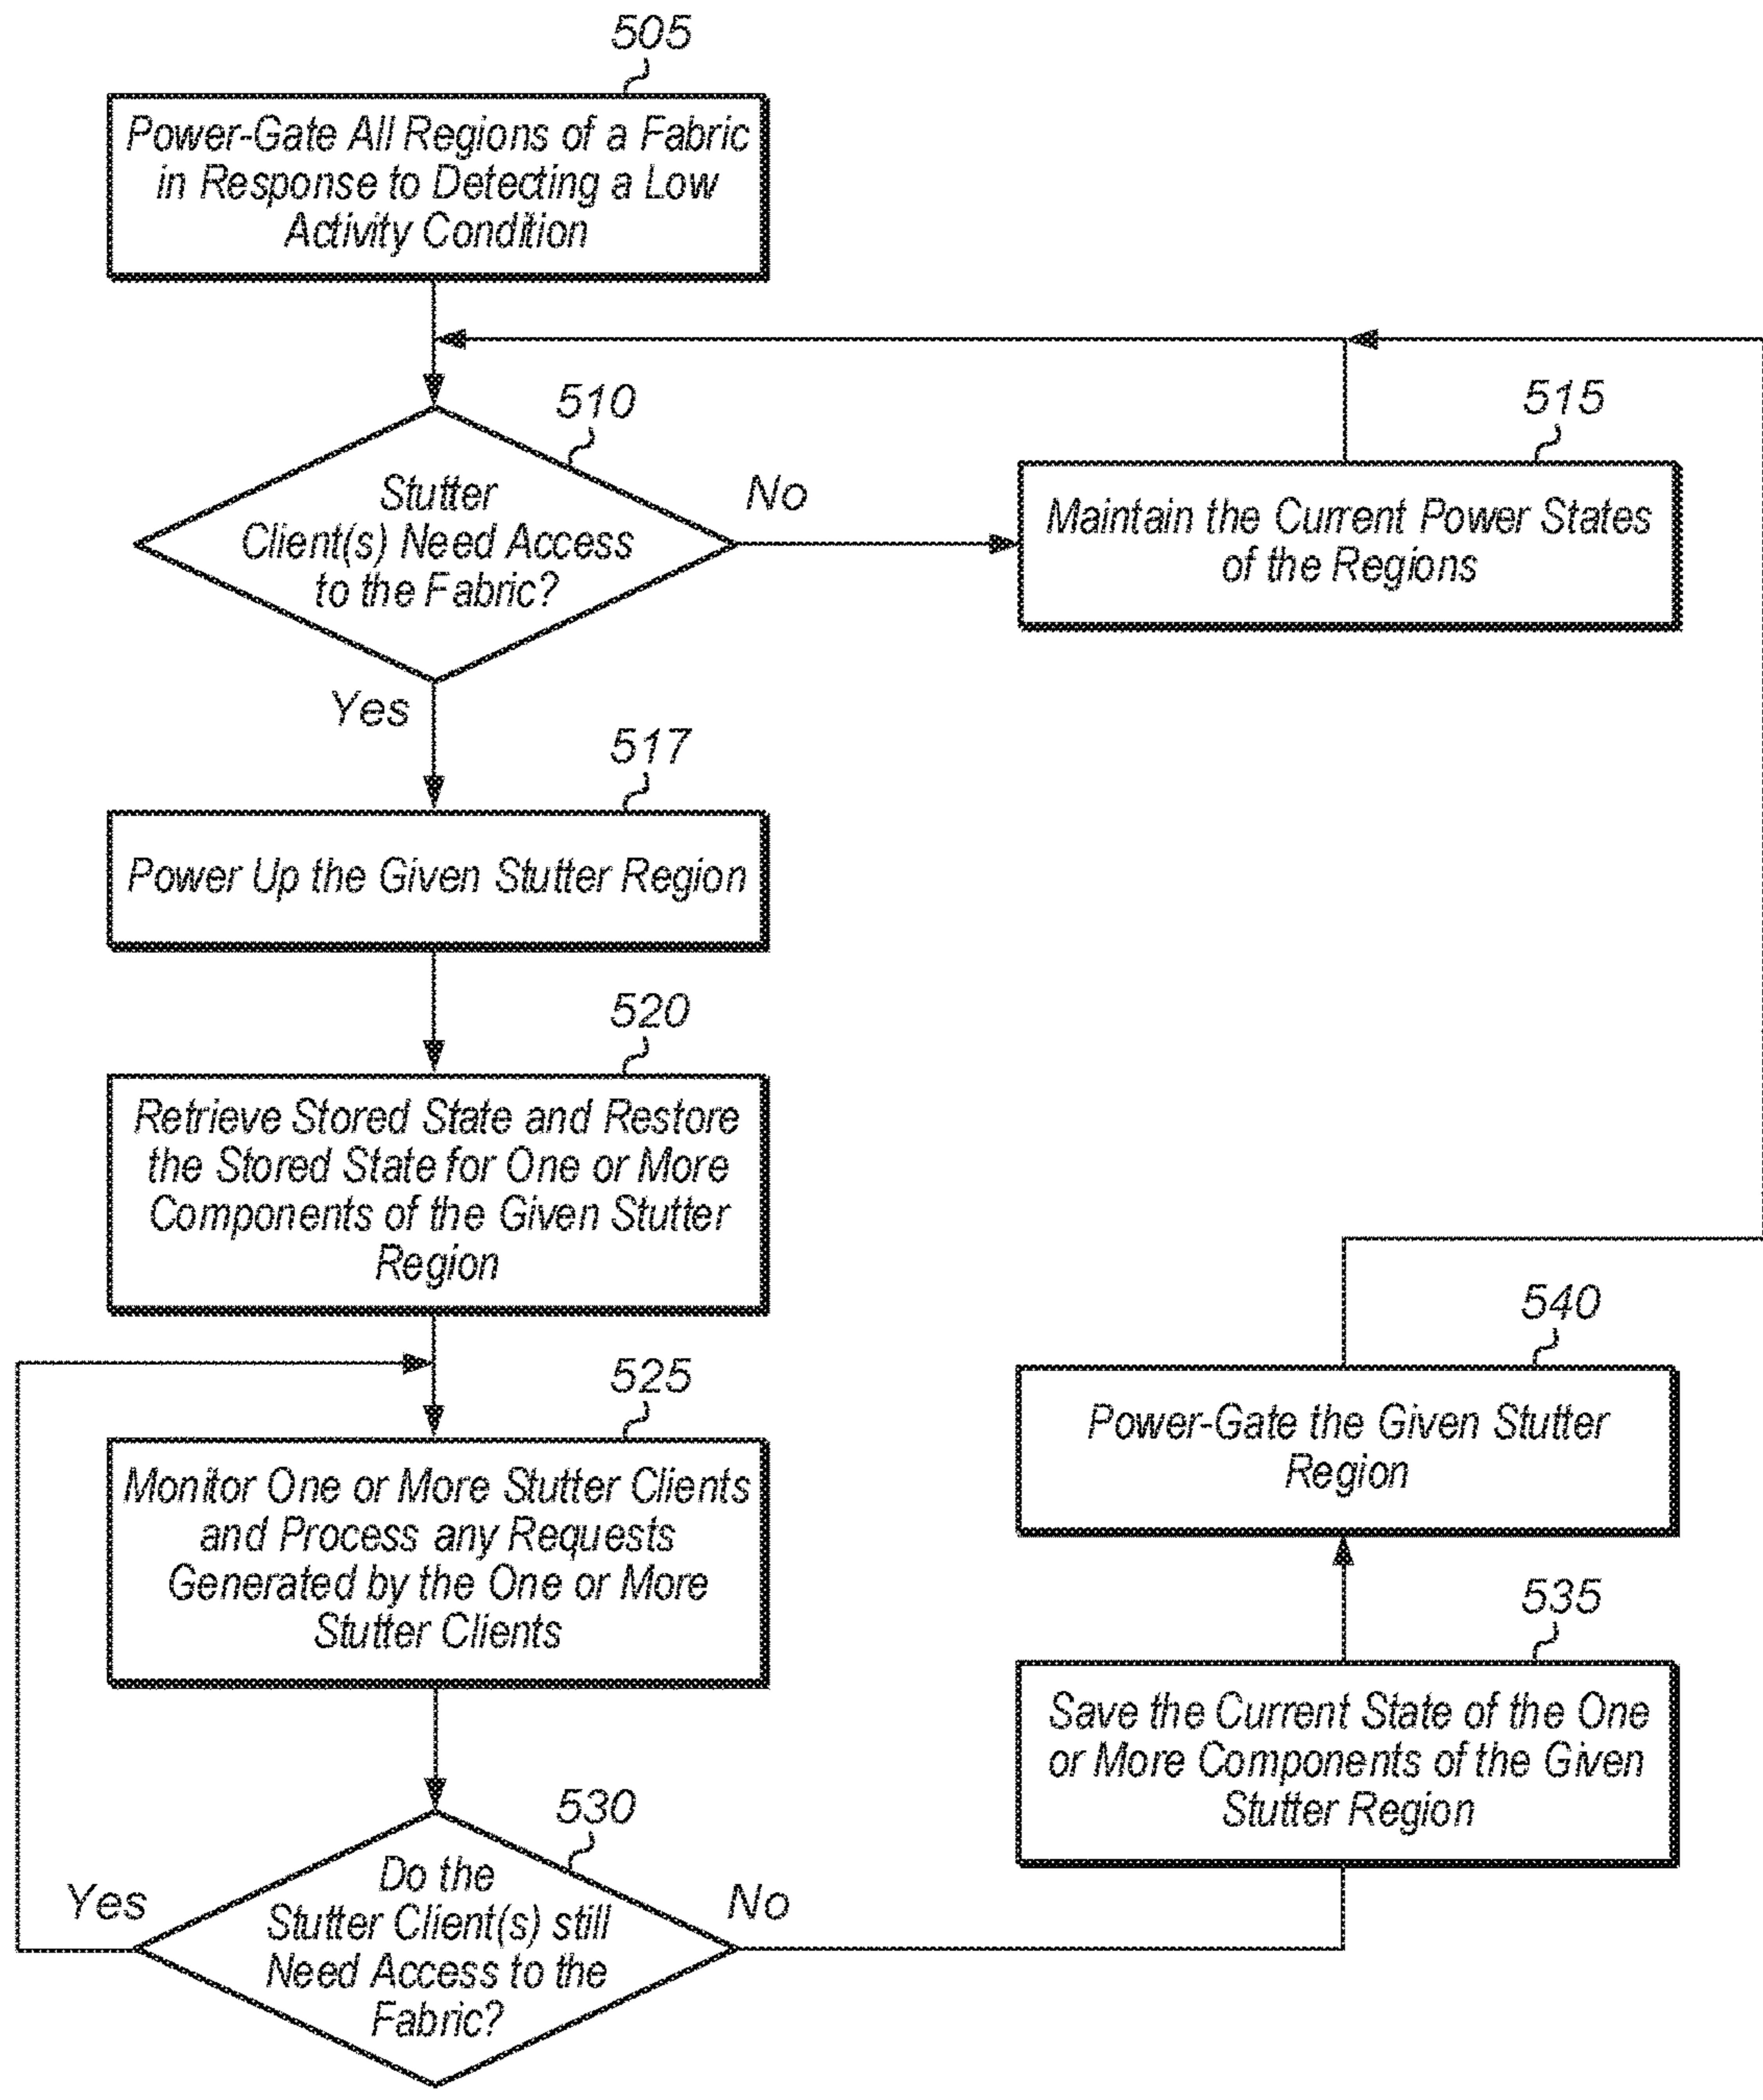 505
Power-Gate All Regions of a Fabric
in Response to Detecting a Low
Activity Condition
510
Stutter
Client(s) Need Access
to the Fabric?
No
515
Maintain the Current Power States
of the Regions
Yes
517
Power Up the Given Stutter Region
520
Retrieve Stored State and Restore
the Stored State for One or More
Components of the Given Stutter
Region
525
Monitor One or More Stutter Clients
and Process any Requests
Generated by the One or More
Stutter Clients
530
Do the
Stutter Client(s) still
Need Access to the
Fabric?
Yes
No
535
Save the Current State of the One
or More Components of the Given
Stutter Region
540
Power-Gate the Given Stutter
Region